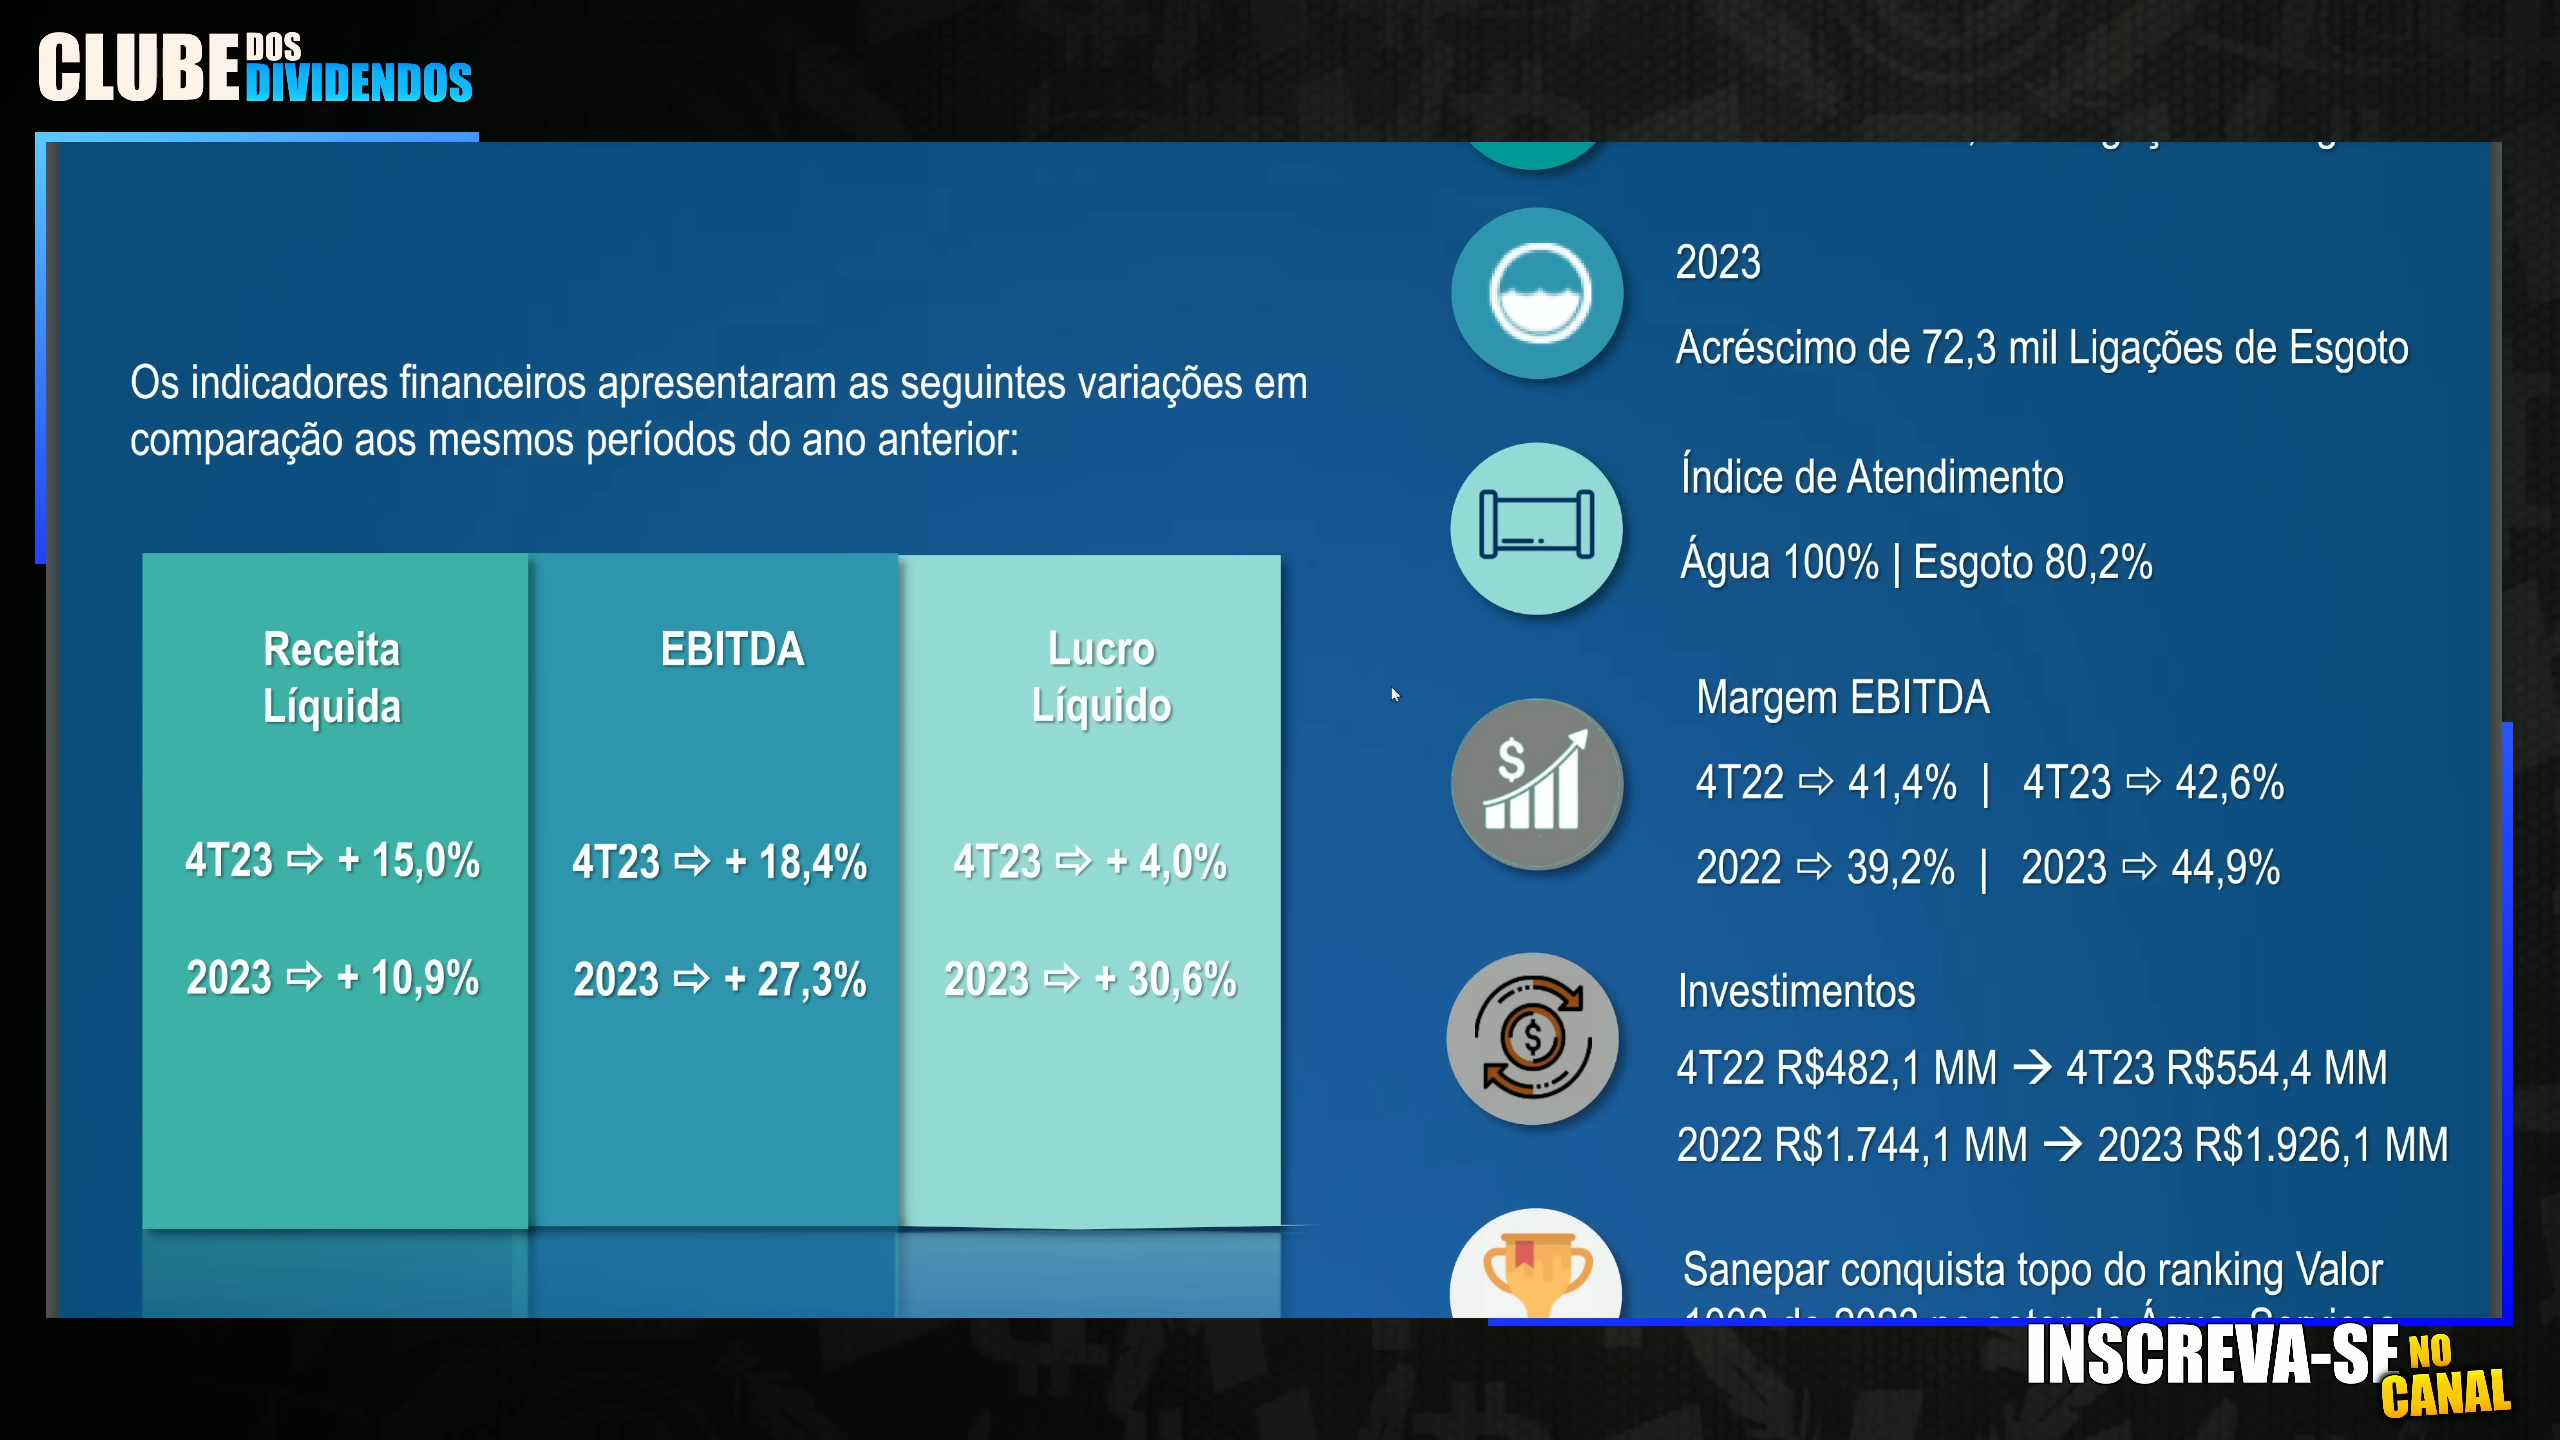 CLUBE DOS DIVIDENDOS
Os indicadores financeiros apresentaram as seguintes variações em
comparação aos mesmos períodos do ano anterior:
Receita
Líquida
4T23 ⇨ + 15,0%
2023 ⇨ + 10,9%
EBITDA
4T23 ⇨ + 18,4%
2023 ⇨ + 27,3%
Lucro
Líquido
4T23 ⇨ + 4,0%
2023 ⇨ + 30,6%
2023
Acréscimo de 72,3 mil Ligações de Esgoto
Índice de Atendimento
Água 100% | Esgoto 80,2%
Margem EBITDA
4T22 ⇨ 41,4% | 4T23 ⇨ 42,6%
2022 ⇨ 39,2% | 2023 ⇨ 44,9%
Investimentos
4T22 R$482,1 MM → 4T23 R$554,4 MM
2022 R$1.744,1 MM → 2023 R$1.926,1 MM
Sanepar conquista topo do ranking Valor
INSCREVA-SE NO
CANAL